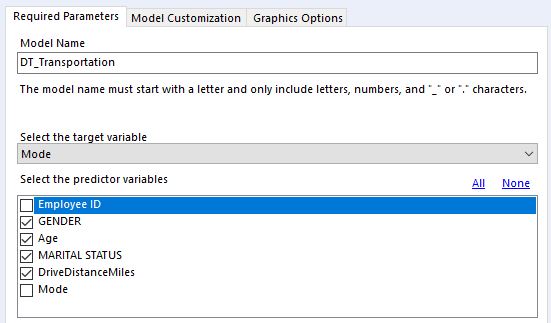 Required Parameters Model Customization Graphics Options
Model Name
DT_Transportation
The model name must start with a letter and only include letters, numbers, and "_" or "." characters.
Select the target variable
Mode
Select the predictor variables All None
Employee ID
GENDER
Age
MARITAL STATUS
DriveDistanceMiles
Mode